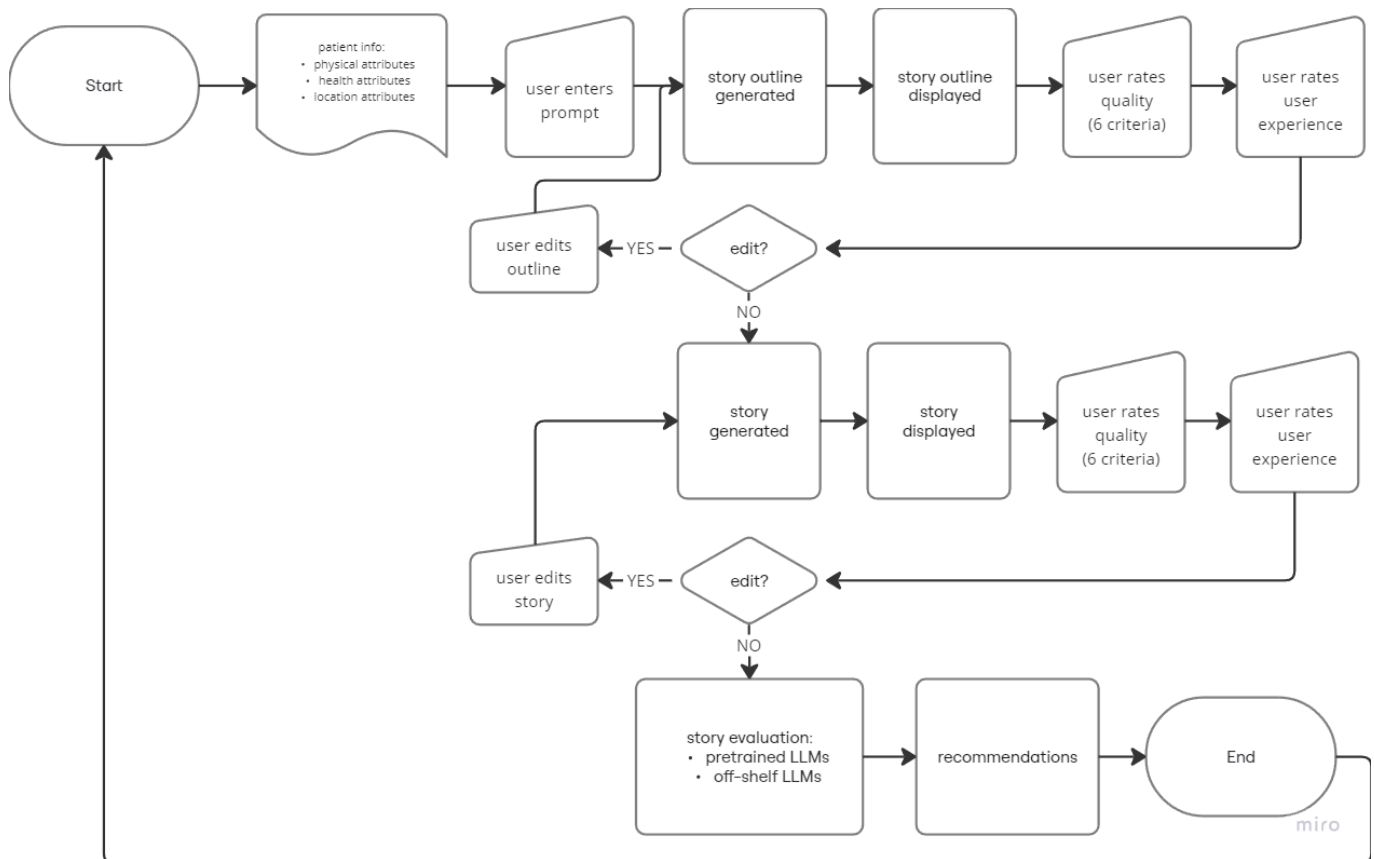 Start
patient info:
• physical attributes
• health attributes
• location attributes
user enters
prompt
story outline
generated
story outline
displayed
user rates
quality
(6 criteria)
user rates
user
experience
user edits
outline
YES
edit?
NO
story
generated
story
displayed
user rates
quality
(6 criteria)
user rates
user
experience
user edits
story
YES
edit?
NO
story evaluation:
• pretrained LLMs
• off-shelf LLMs
recommendations
End
miro